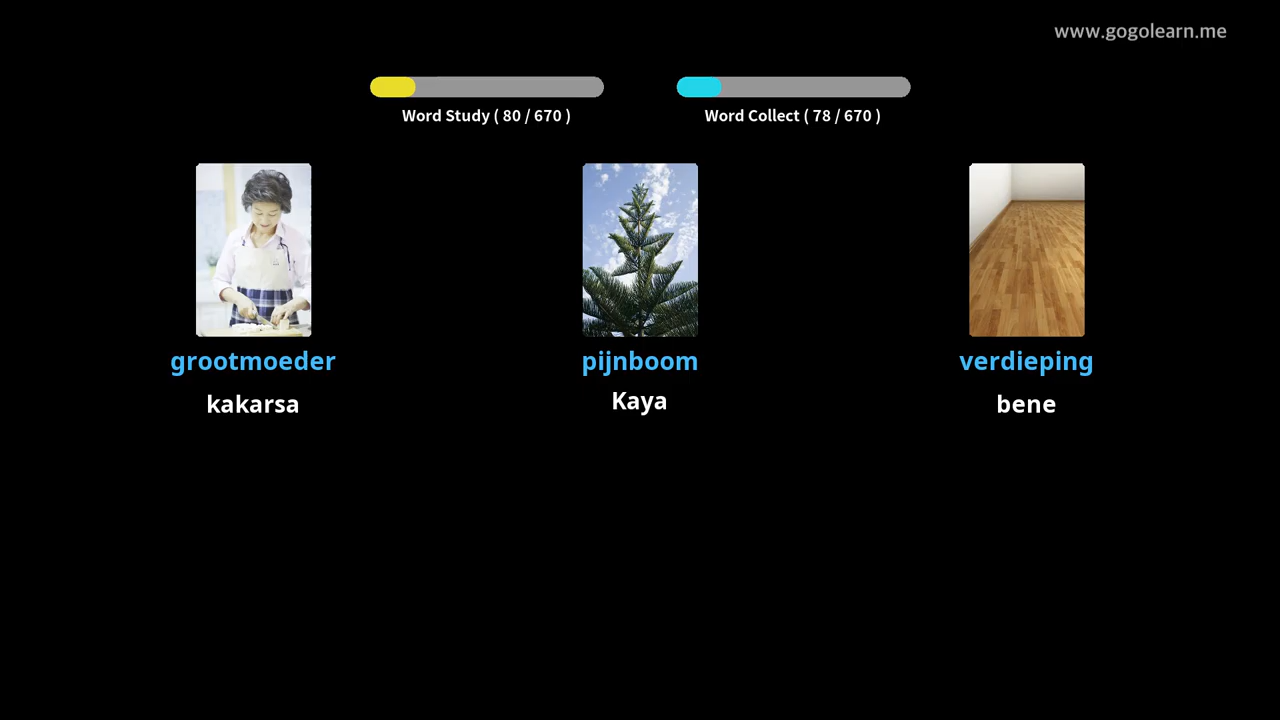 www.gogolearn.me
Word Study ( 80 / 670 )
Word Collect ( 78 / 670 )
grootmoeder
pijnboom
verdieping
kakarsa
Kaya
bene